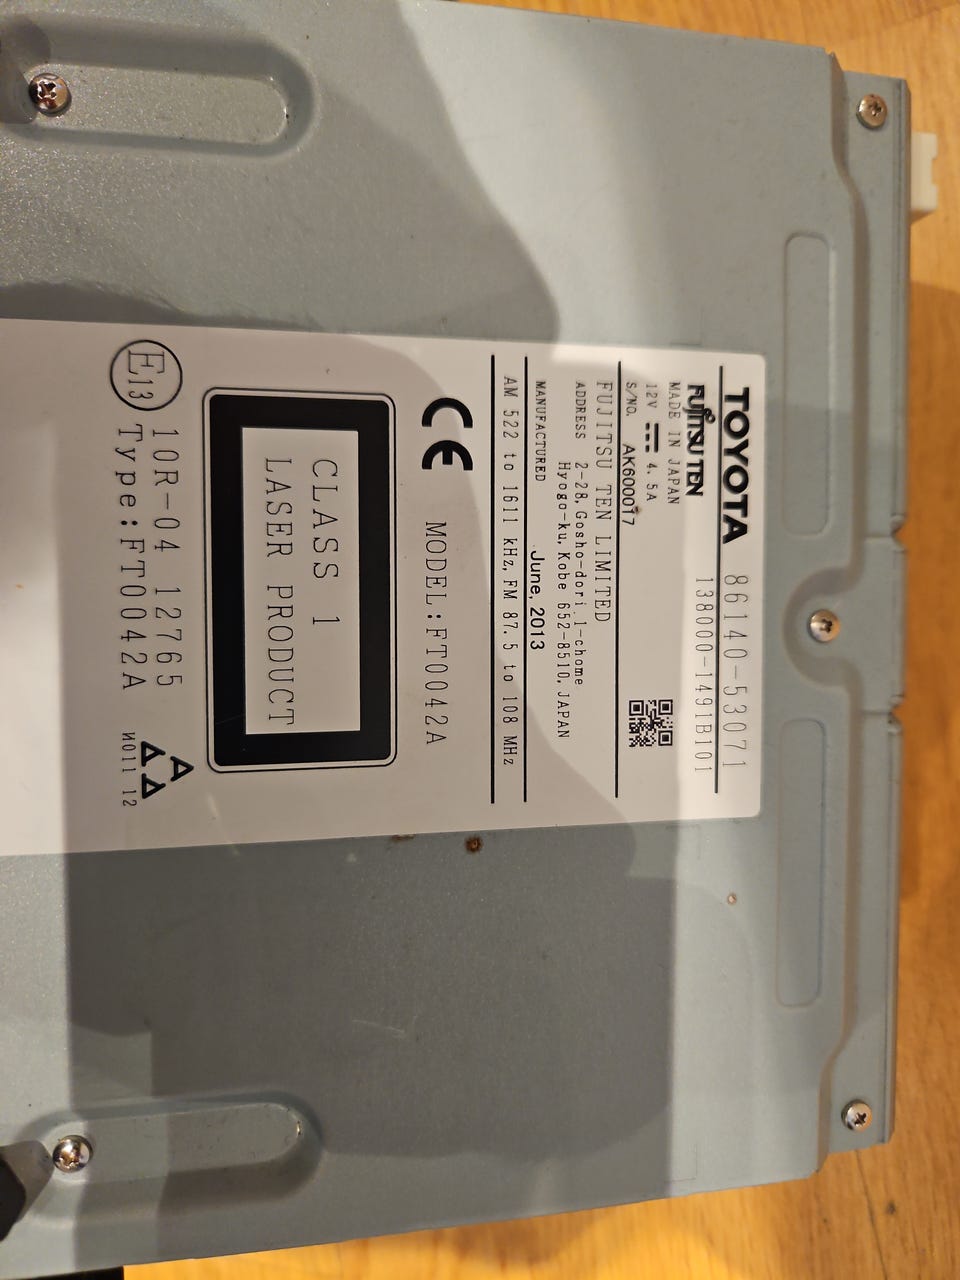 TOYOTA 86140-53071
FUJITSU TEN 138000-1491B101
MADE IN JAPAN
12V 4.5A
S/NO. AK600017
FUJITSU TEN LIMITED
ADDRESS 2-28, Gosho-dori 1-chome
Hyogo-ku, Kobe 652-8510, JAPAN
MANUFACTURED June, 2013
AM 522 to 1611 kHz, FM 87.5 to 108 MHz
CE MODEL:FT0042A
CLASS 1
LASER PRODUCT
E13 10R-04 12765
Type:FT0042A
N011 12